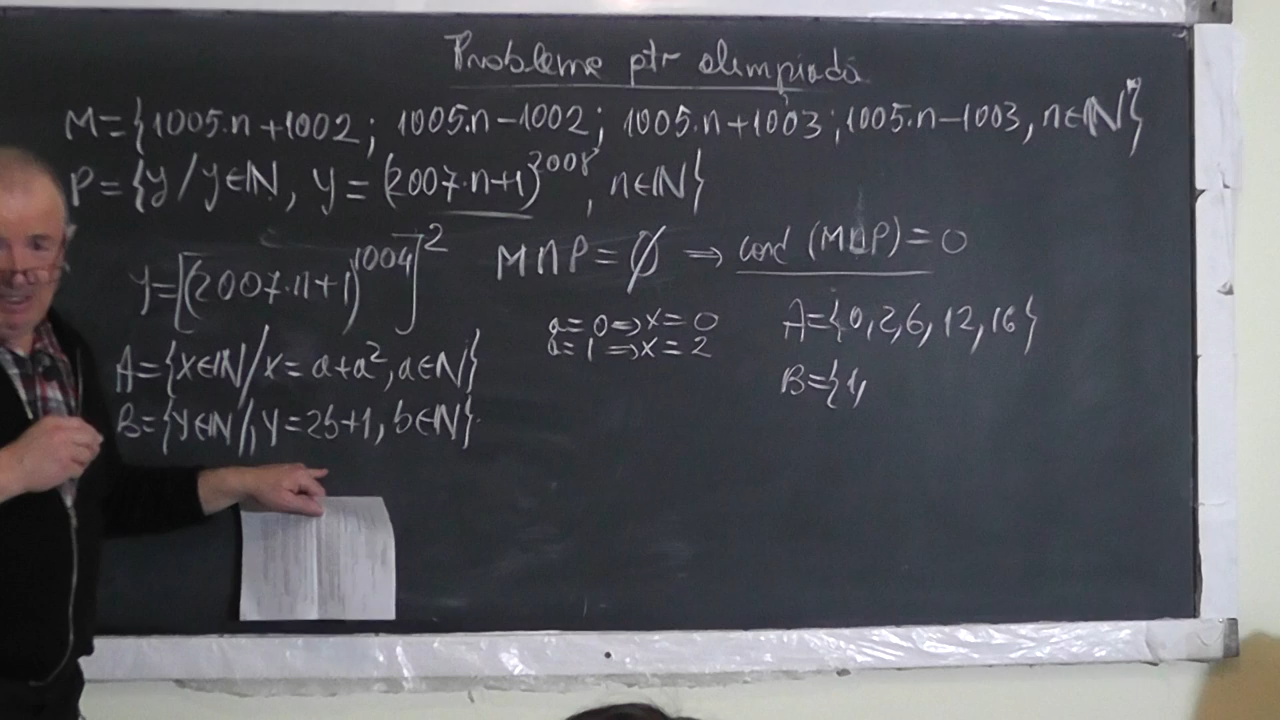 Probleme ptr olimpiadă
M={1005.n+1002; 1005.n-1002; 1005.n+1003; 1005.n-1003, n∈ℕ}
P={y/y∈ℕ, y=(2007.n+1)^2008, n∈ℕ}
y=[(2007.n+1)^1004]^2 M∩P=∅ ⇒ card (M∩P)=0
a=0⇒x=0 A={0,2,6,12,16}
a=1⇒x=2
A={x∈ℕ/x=a+a^2, a∈ℕ} B={1,
B={y∈ℕ/, y=2b+1, b∈ℕ}.